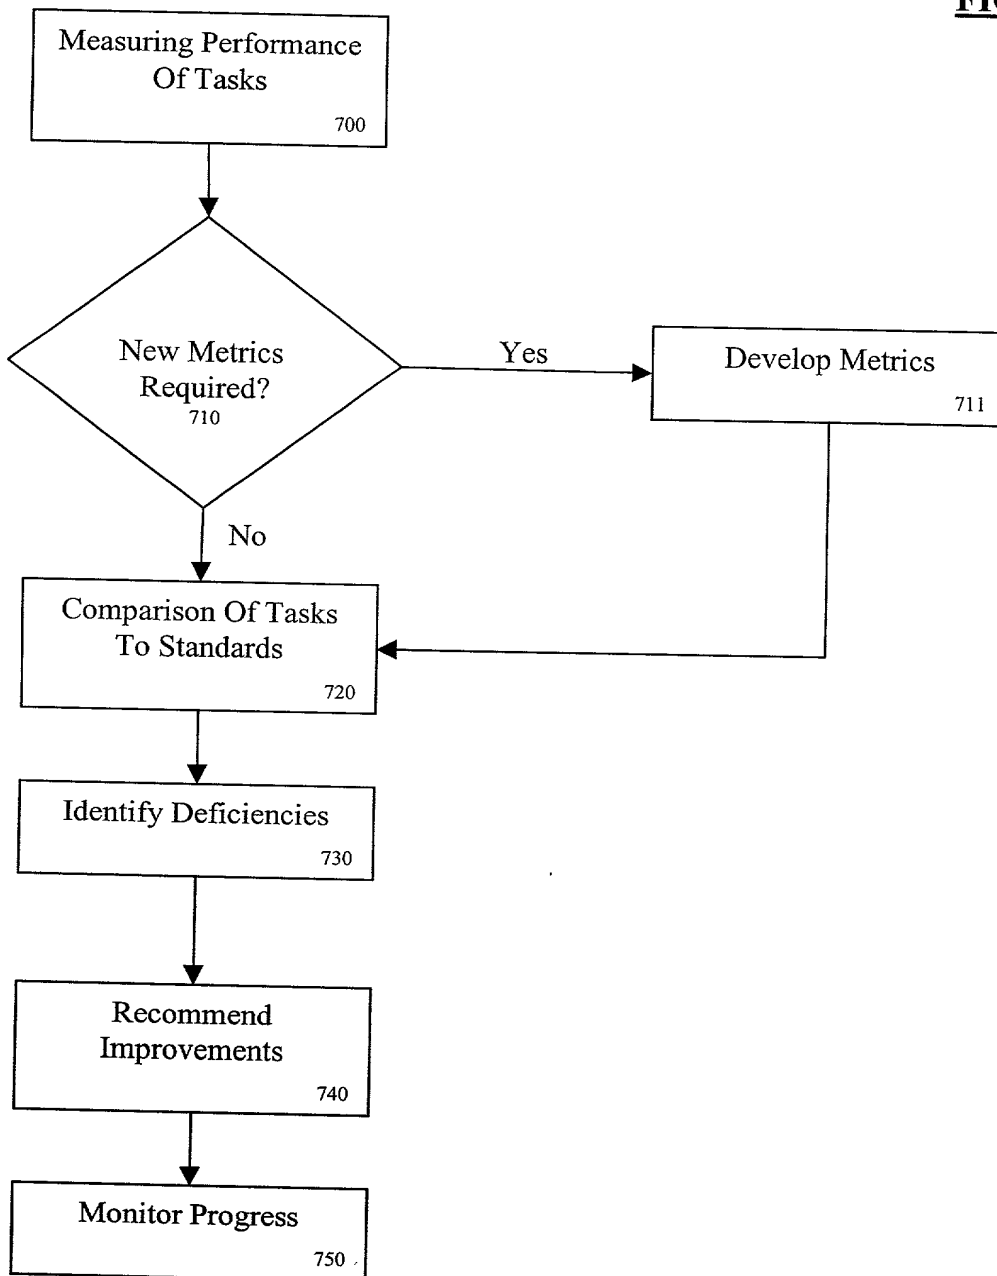 Measuring Performance
Of Tasks
700
New Metrics
Required?
710
Yes
Develop Metrics
711
No
Comparison Of Tasks
To Standards
720
Identify Deficiencies
730
Recommend
Improvements
740
Monitor Progress
750